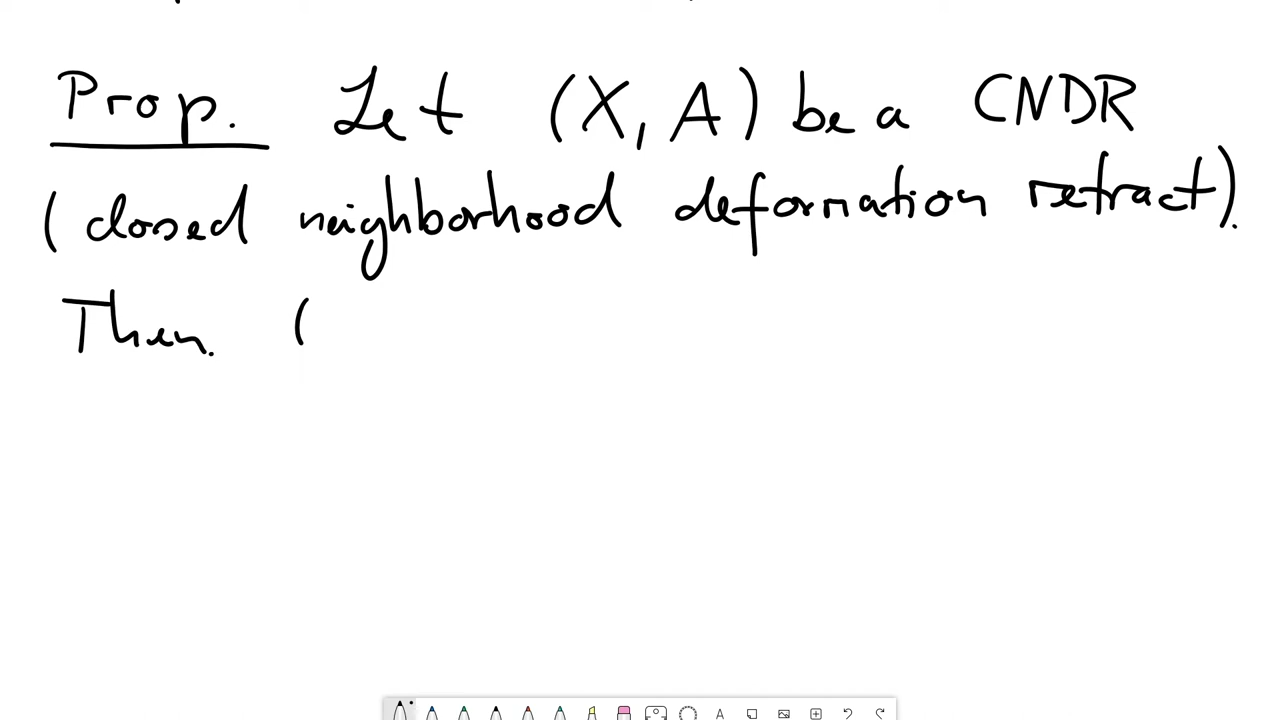 Prop. Let (X, A) be a CNDR
(closed neighborhood deformation retract).
Then (